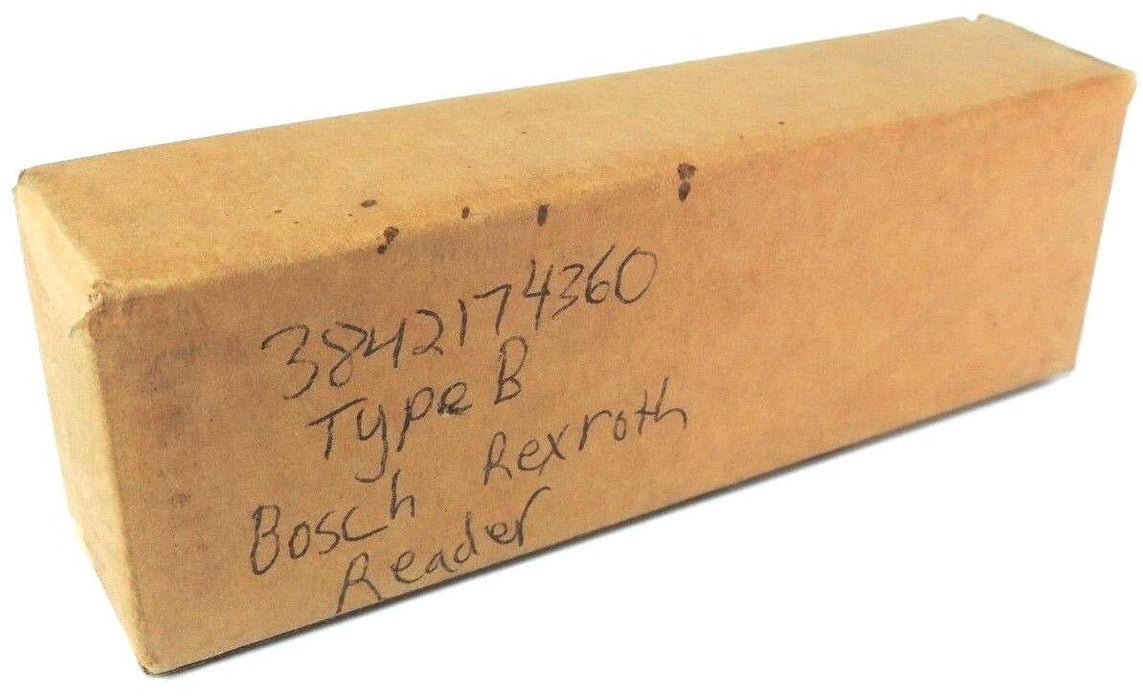 3842174360
Type B
Bosch Rexroth
Reader